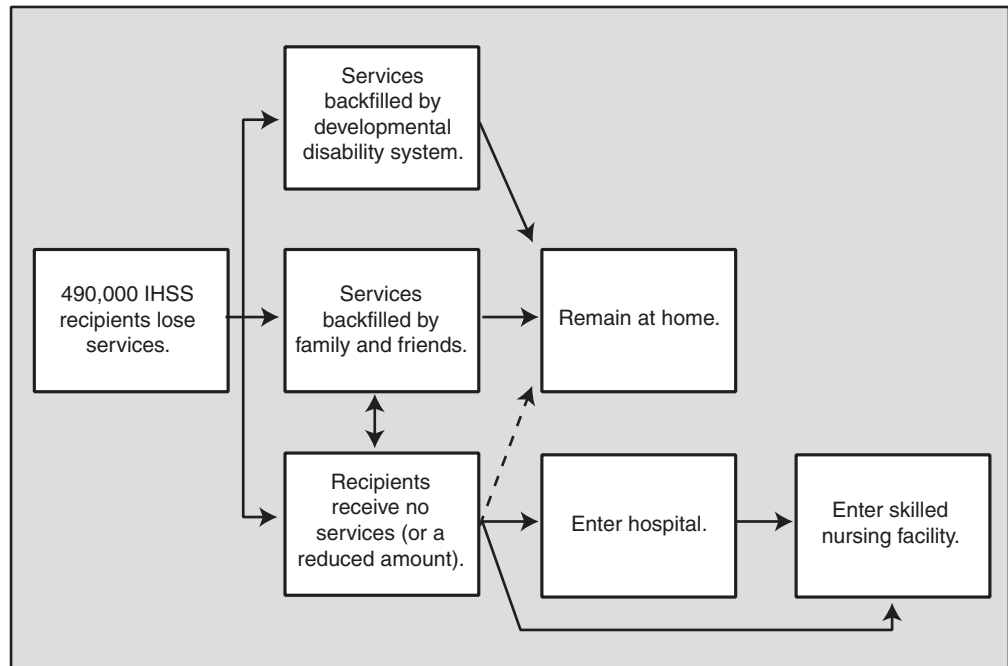 Services
backfilled by
developmental
disability system.
490,000 IHSS
recipients lose
services.
Services
backfilled by
family and friends.
Remain at home.
Recipients
receive no
services (or a
reduced amount).
Enter hospital.
Enter skilled
nursing facility.